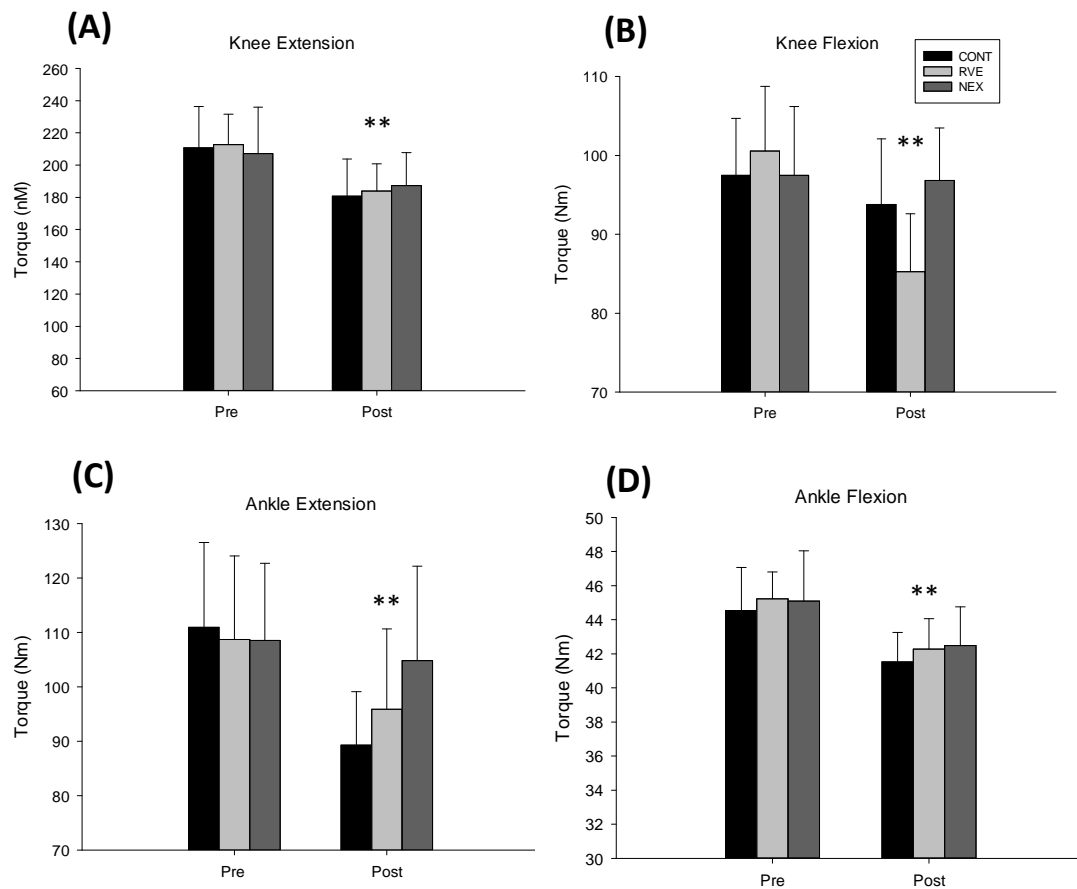 (A)
Knee Extension
260
240
220
200
180
160
140
120
100
80
60
Torque (nM)
**
Pre
Post
(B)
Knee Flexion
CONT
RVE
NEX
110
100
90
80
70
Torque (Nm)
**
Pre
Post
(C)
Ankle Extension
130
120
110
100
90
80
70
Torque (Nm)
**
Pre
Post
(D)
Ankle Flexion
50
48
46
44
42
40
38
36
34
32
30
Torque (Nm)
**
Pre
Post